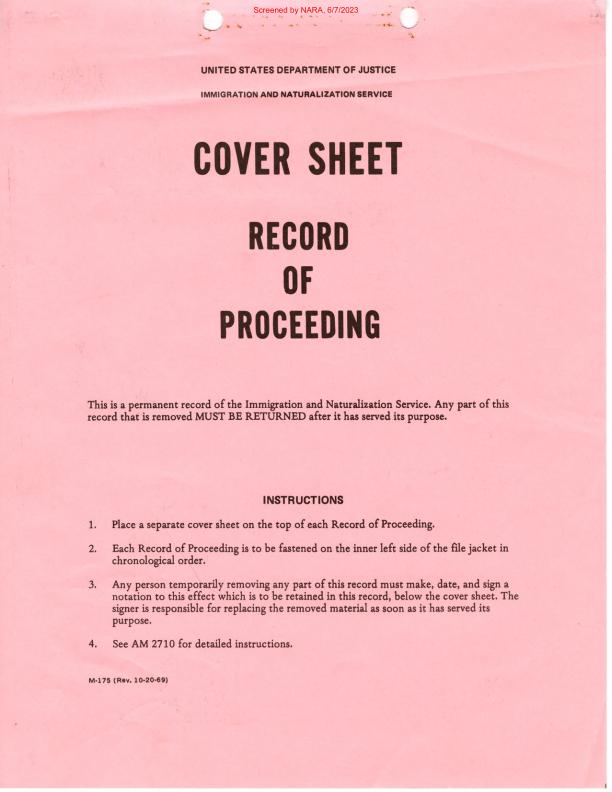 Screened by NARA, 6/7/2023
UNITED STATES DEPARTMENT OF JUSTICE
IMMIGRATION AND NATURALIZATION SERVICE
COVER SHEET
RECORD
OF
PROCEEDING
This is a permanent record of the Immigration and Naturalization Service. Any part of this
record that is removed MUST BE RETURNED after it has served its purpose.
INSTRUCTIONS
1. Place a separate cover sheet on the top of each Record of Proceeding.
2. Each Record of Proceeding is to be fastened on the inner left side of the file jacket in
chronological order.
3. Any person temporarily removing any part of this record must make, date, and sign a
notation to this effect which is to be retained in this record, below the cover sheet. The
signer is responsible for replacing the removed material as soon as it has served its
purpose.
4. See AM 2710 for detailed instructions.
M-175 (Rev. 10-20-69)